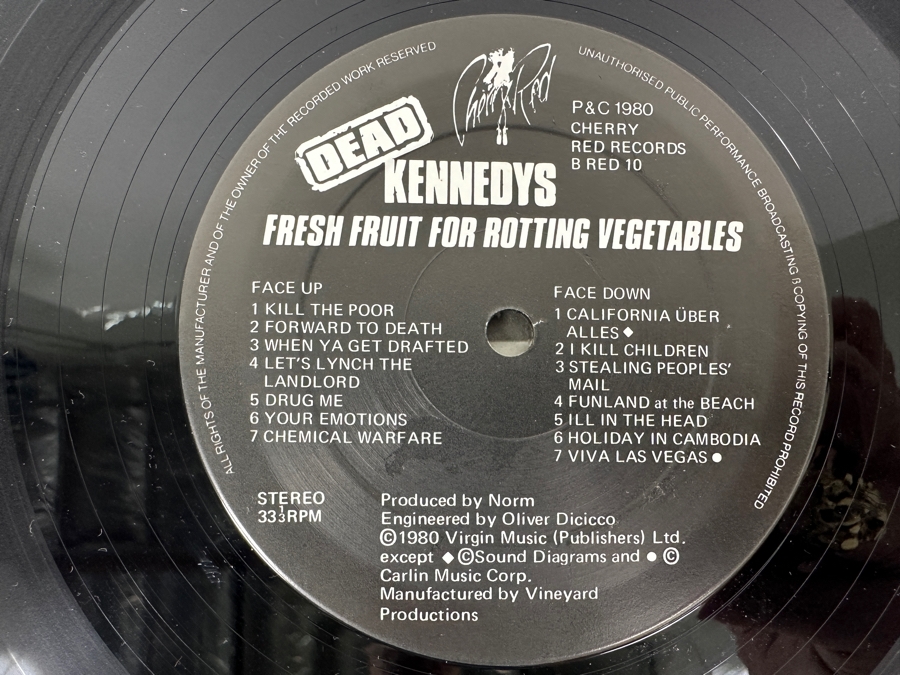 ALL RIGHTS OF THE MANUFACTURER AND OF THE OWNER OF THE RECORDED WORK RESERVED
UNAUTHORISED PUBLIC PERFORMANCE BROADCASTING & COPYING OF THIS RECORD PROHIBITED
Cherry Red
P&C 1980
CHERRY
RED RECORDS
B RED 10
DEAD
KENNEDYS
FRESH FRUIT FOR ROTTING VEGETABLES
FACE UP
1 KILL THE POOR
2 FORWARD TO DEATH
3 WHEN YA GET DRAFTED
4 LET'S LYNCH THE
LANDLORD
5 DRUG ME
6 YOUR EMOTIONS
7 CHEMICAL WARFARE
FACE DOWN
1 CALIFORNIA ÜBER
ALLES ◆
2 I KILL CHILDREN
3 STEALING PEOPLES'
MAIL
4 FUNLAND at the BEACH
5 ILL IN THE HEAD
6 HOLIDAY IN CAMBODIA
7 VIVA LAS VEGAS ●
STEREO
33⅓RPM
Produced by Norm
Engineered by Oliver Dicicco
©1980 Virgin Music (Publishers) Ltd.
except ◆ ©Sound Diagrams and ● ©
Carlin Music Corp.
Manufactured by Vineyard
Productions